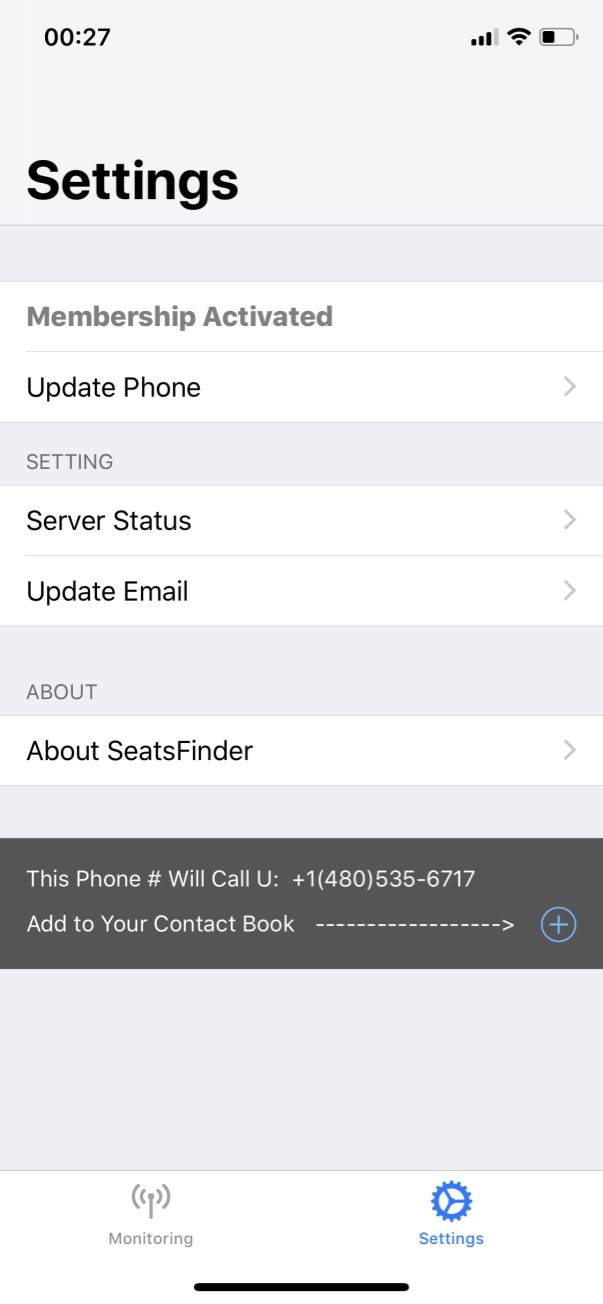 00:27
Settings
Membership Activated
Update Phone
SETTING
Server Status
Update Email
ABOUT
About SeatsFinder
This Phone # Will Call U: +1(480)535-6717
Add to Your Contact Book ------------------>
Monitoring
Settings